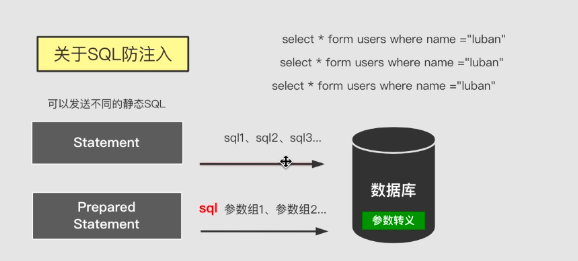 关于SQL防注入
select * form users where name ="luban"
select * form users where name ="luban"
select * form users where name ="luban"
可以发送不同的静态SQL
Statement
sql1、sql2、sql3...
Prepared
Statement
sql 参数组1、参数组2...
数据库
参数转义